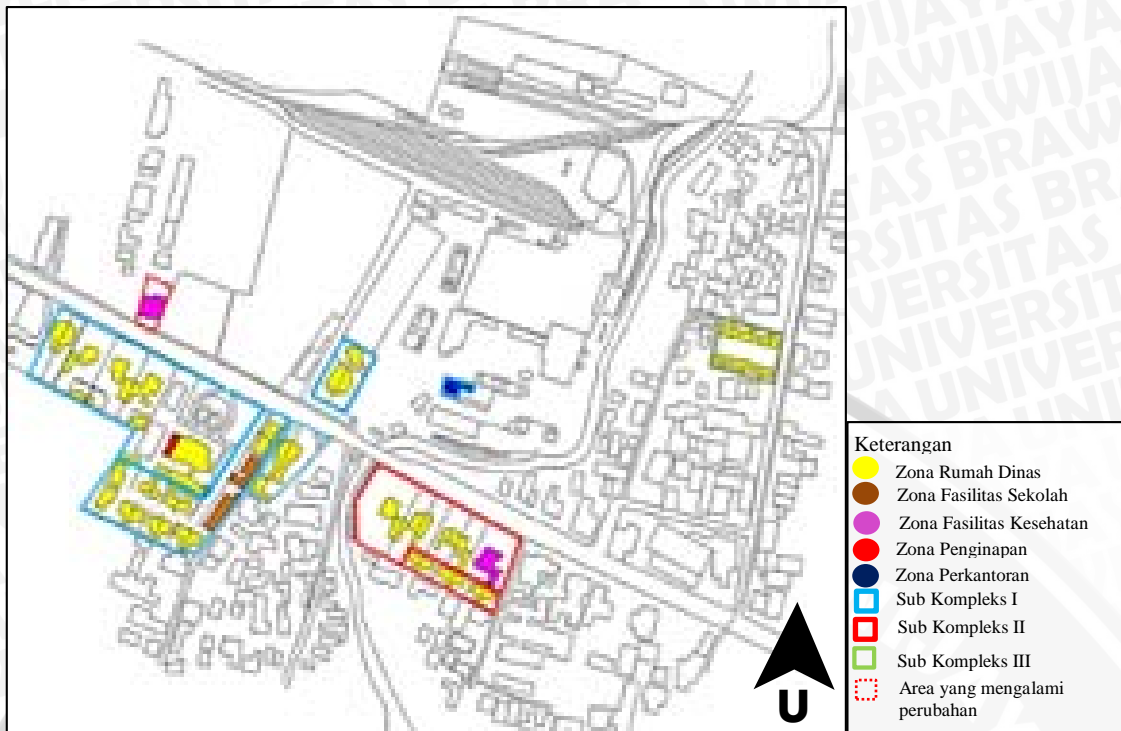 U
Keterangan
Zona Rumah Dinas
Zona Fasilitas Sekolah
Zona Fasilitas Kesehatan
Zona Penginapan
Zona Perkantoran
Sub Kompleks I
Sub Kompleks II
Sub Kompleks III
Area yang mengalami
perubahan